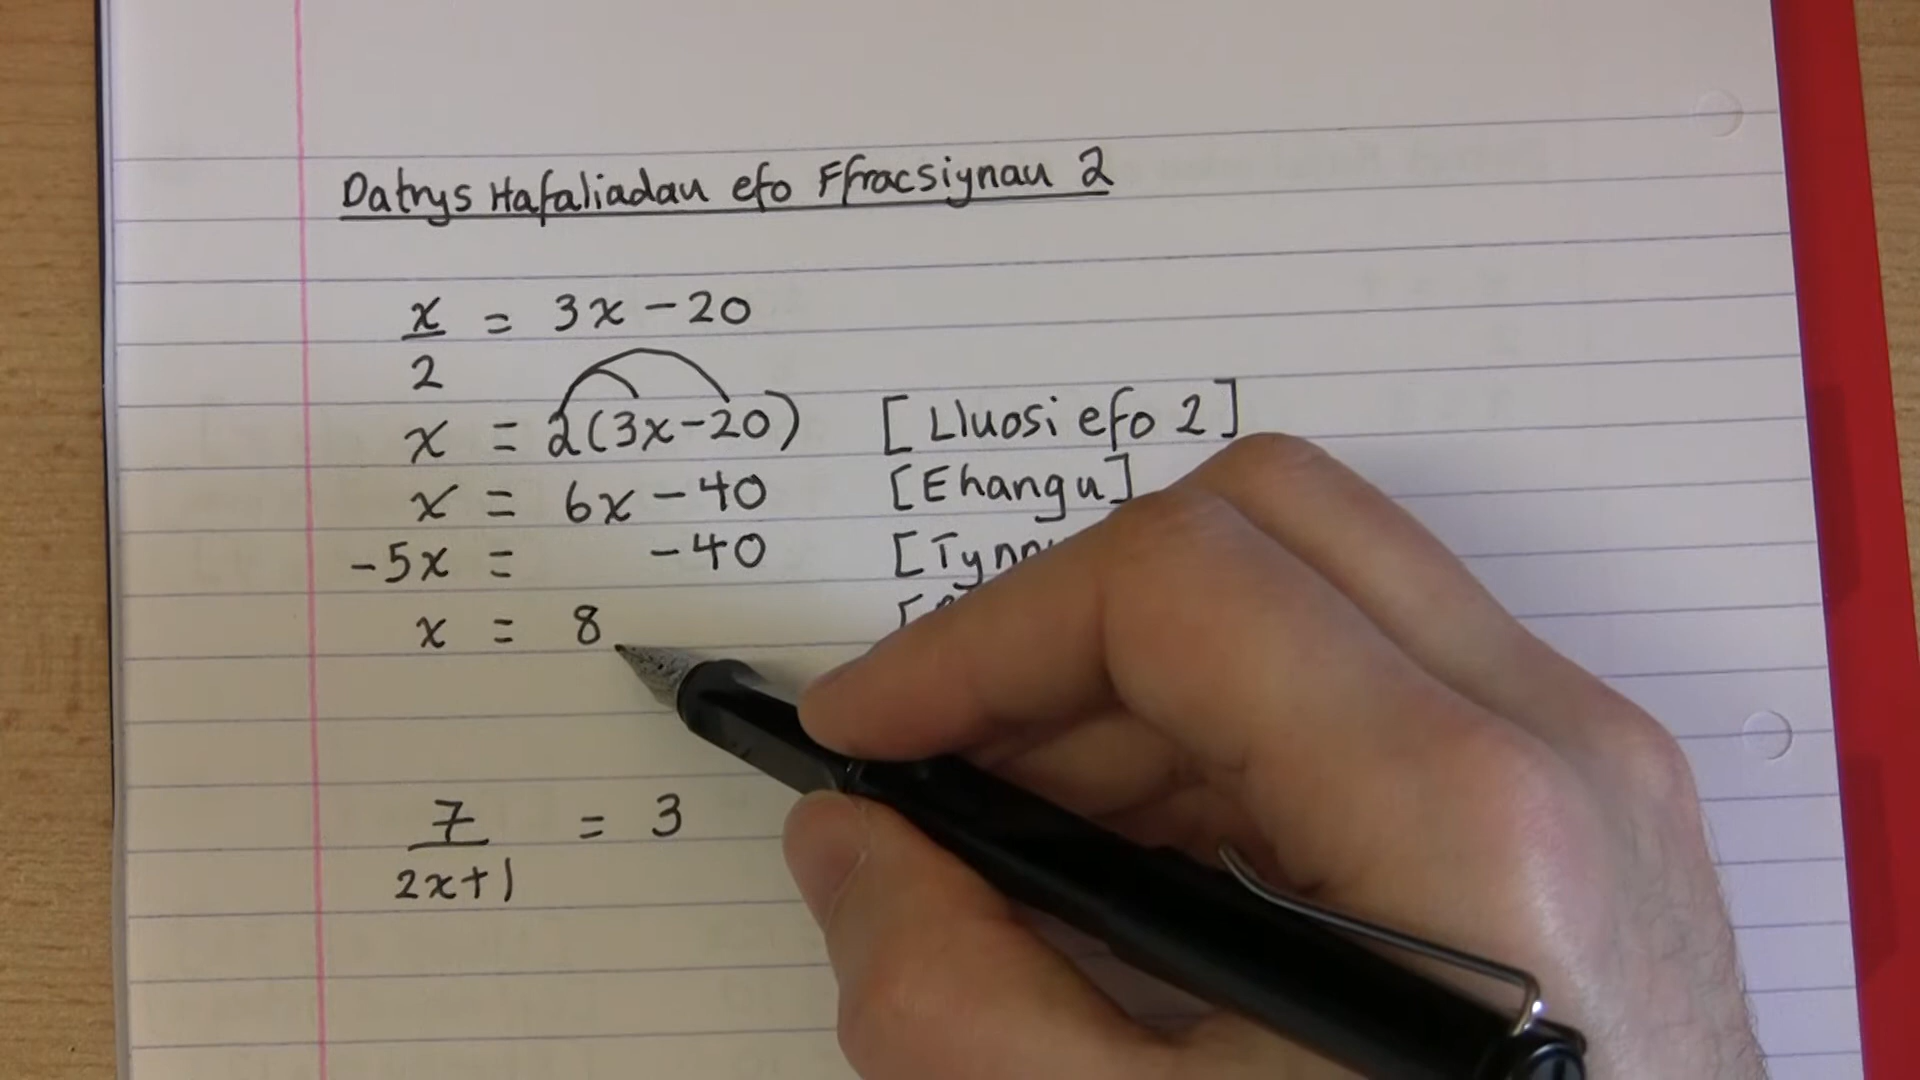 Datrys Hafaliadau efo Ffracsiynau 2
x/2 = 3x - 20
x = 2(3x-20) [Lluosi efo 2]
x = 6x - 40 [Ehangu]
-5x = -40
x = 8
7/(2x+1) = 3